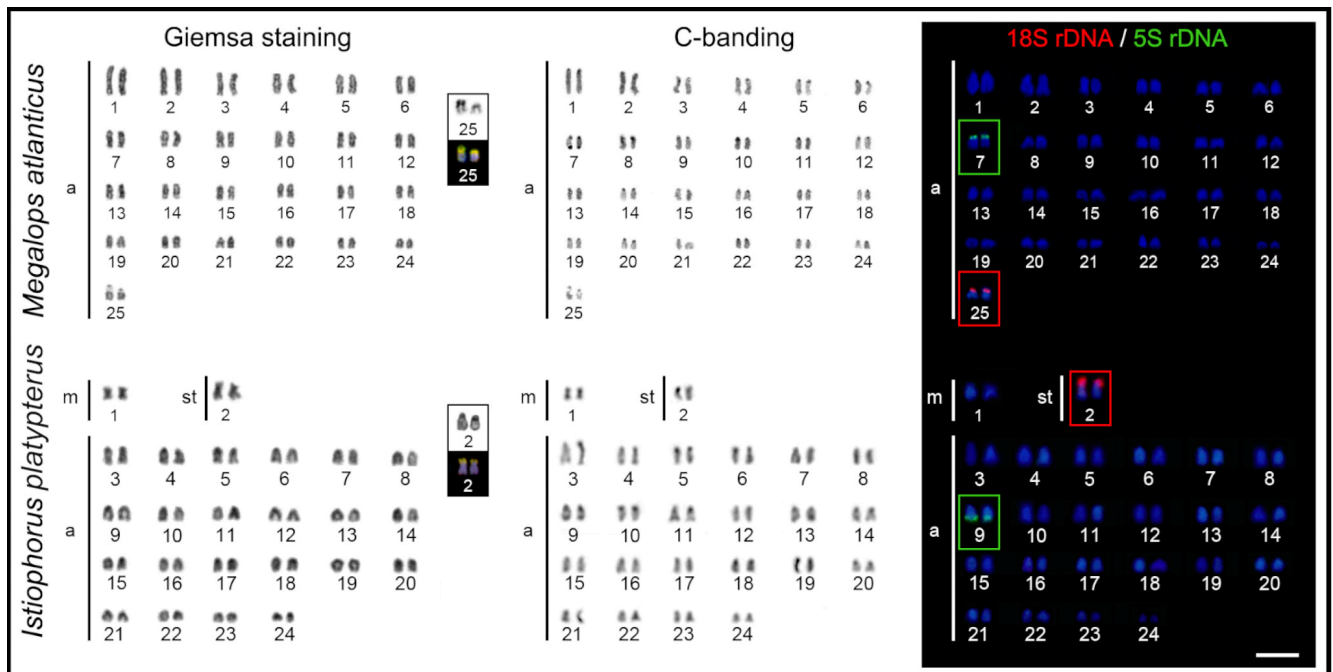 Giemsa staining
C-banding
18S rDNA / 5S rDNA
Megalops atlanticus
a
1 2 3 4 5 6
7 8 9 10 11 12
13 14 15 16 17 18
19 20 21 22 23 24
25
25
25
a
1 2 3 4 5 6
7 8 9 10 11 12
13 14 15 16 17 18
19 20 21 22 23 24
25
a
1 2 3 4 5 6
7 8 9 10 11 12
13 14 15 16 17 18
19 20 21 22 23 24
25
Istiophorus platypterus
m
1
st
2
a
3 4 5 6 7 8
9 10 11 12 13 14
15 16 17 18 19 20
21 22 23 24
2
2
m
1
st
2
a
3 4 5 6 7 8
9 10 11 12 13 14
15 16 17 18 19 20
21 22 23 24
m
1
st
2
a
3 4 5 6 7 8
9 10 11 12 13 14
15 16 17 18 19 20
21 22 23 24